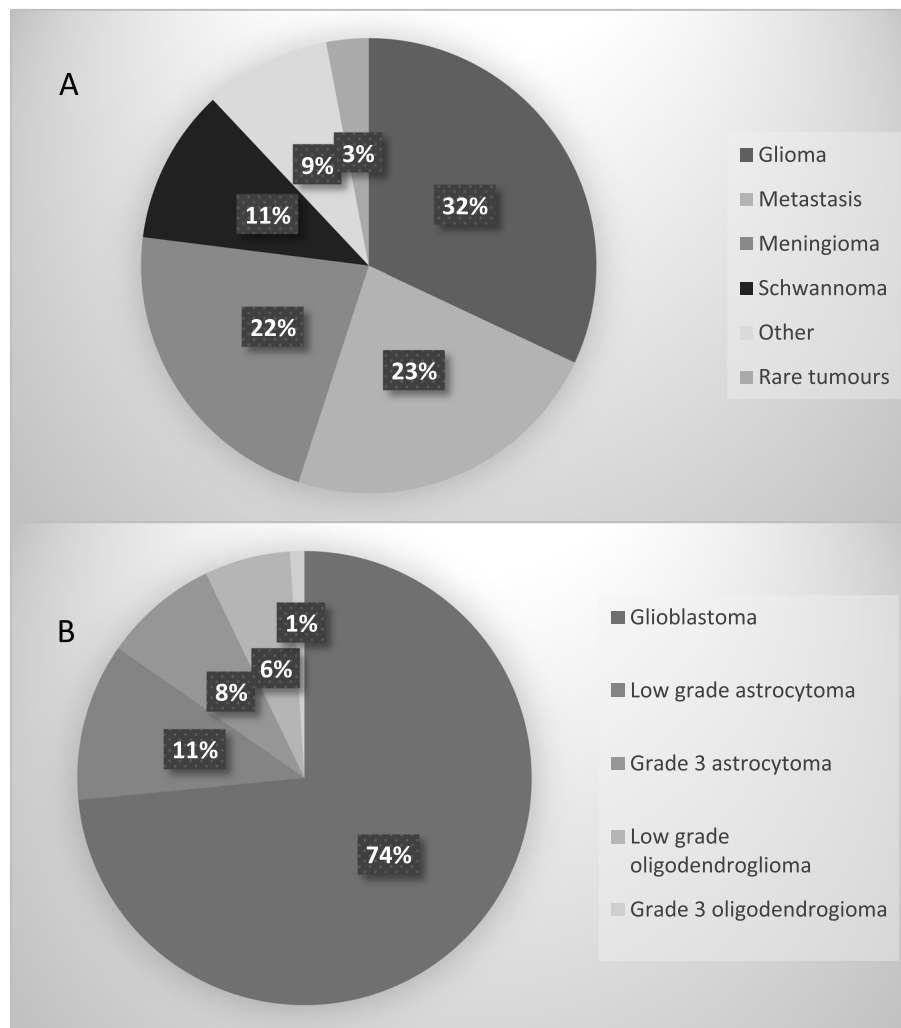 A
9%
3%
32%
11%
22%
23%
Glioma
Metastasis
Meningioma
Schwannoma
Other
Rare tumours
B
1%
6%
8%
11%
74%
Glioblastoma
Low grade astrocytoma
Grade 3 astrocytoma
Low grade
oligodendroglioma
Grade 3 oligodendrogioma